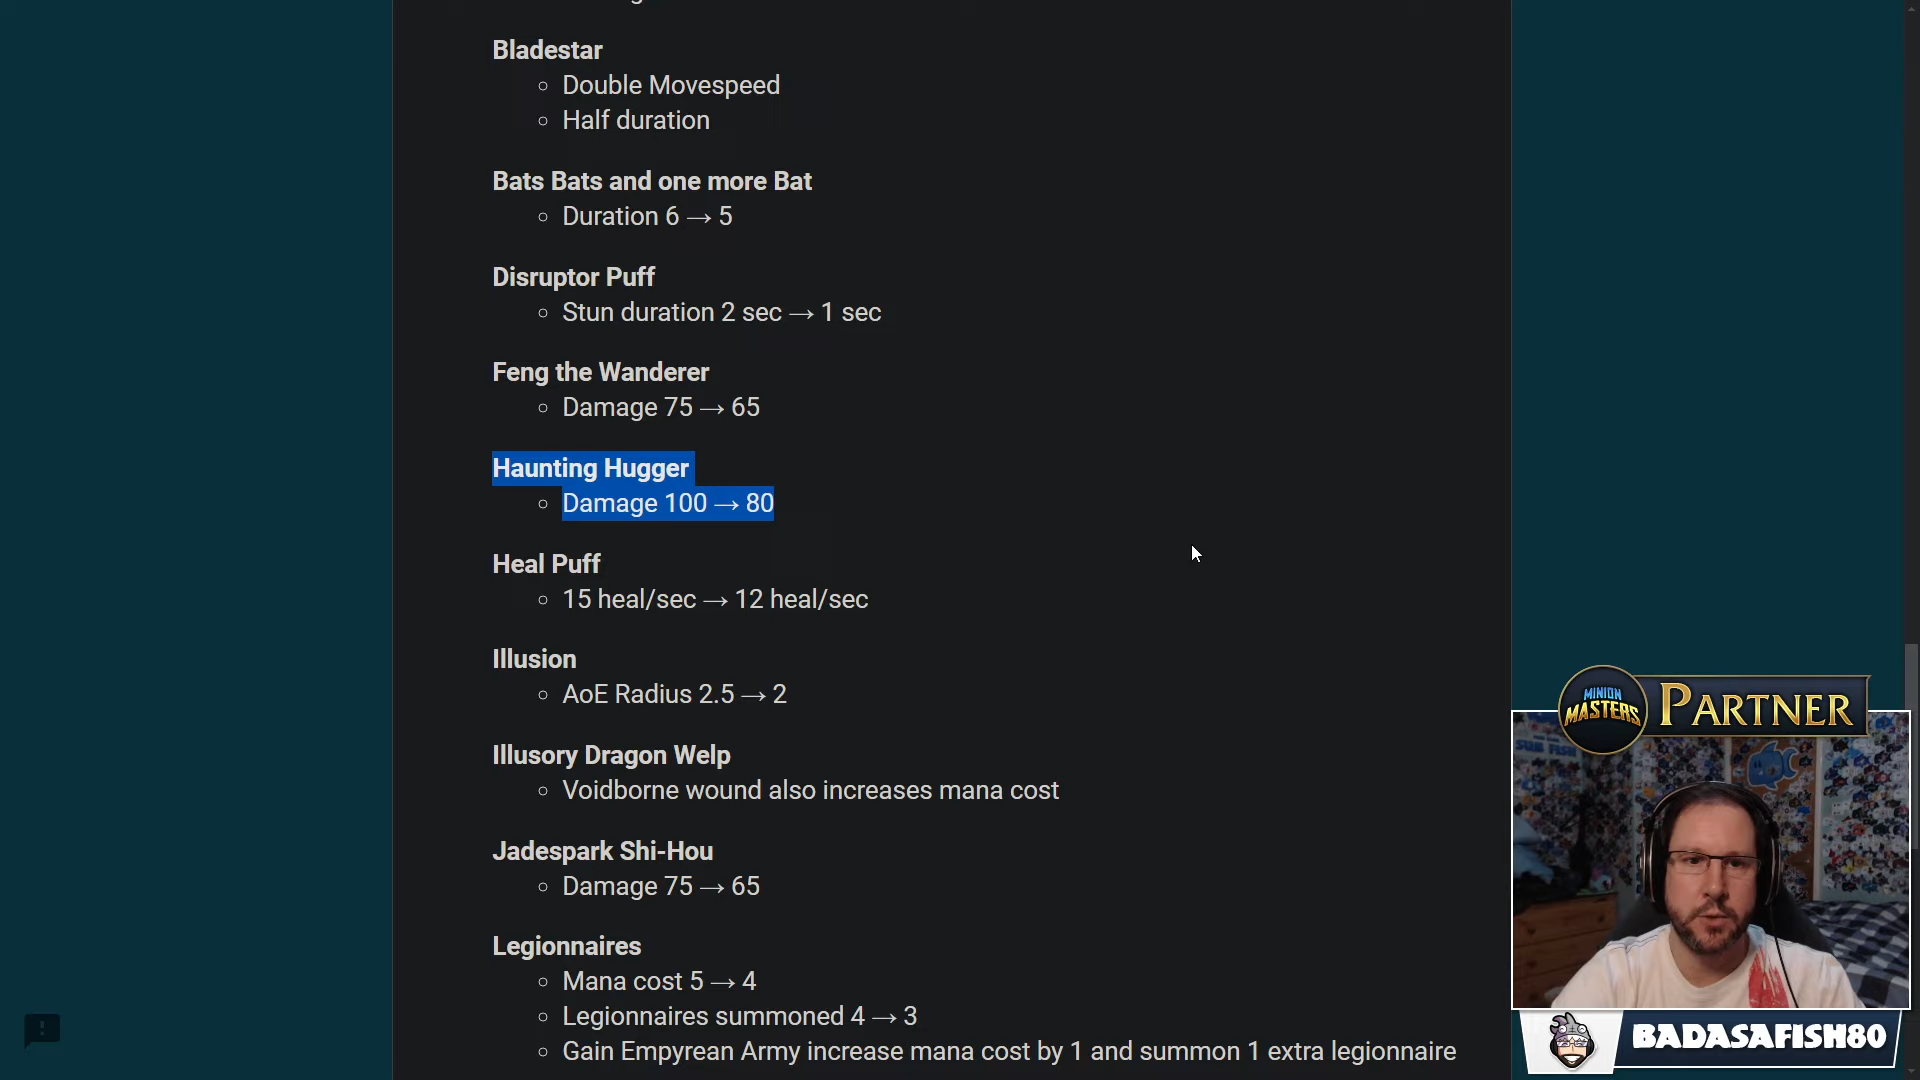 Bladestar
Double Movespeed
Half duration
Bats Bats and one more Bat
Duration 6 → 5
Disruptor Puff
Stun duration 2 sec → 1 sec
Feng the Wanderer
Damage 75 → 65
Haunting Hugger
Damage 100 → 80
Heal Puff
15 heal/sec → 12 heal/sec
Illusion
AoE Radius 2.5 → 2
Illusory Dragon Welp
Voidborne wound also increases mana cost
Jadespark Shi-Hou
Damage 75 → 65
Legionnaires
Mana cost 5 → 4
Legionnaires summoned 4 → 3
Gain Empyrean Army increase mana cost by 1 and summon 1 extra legionnaire
MINION
MASTERS
PARTNER
BADASAFISH80